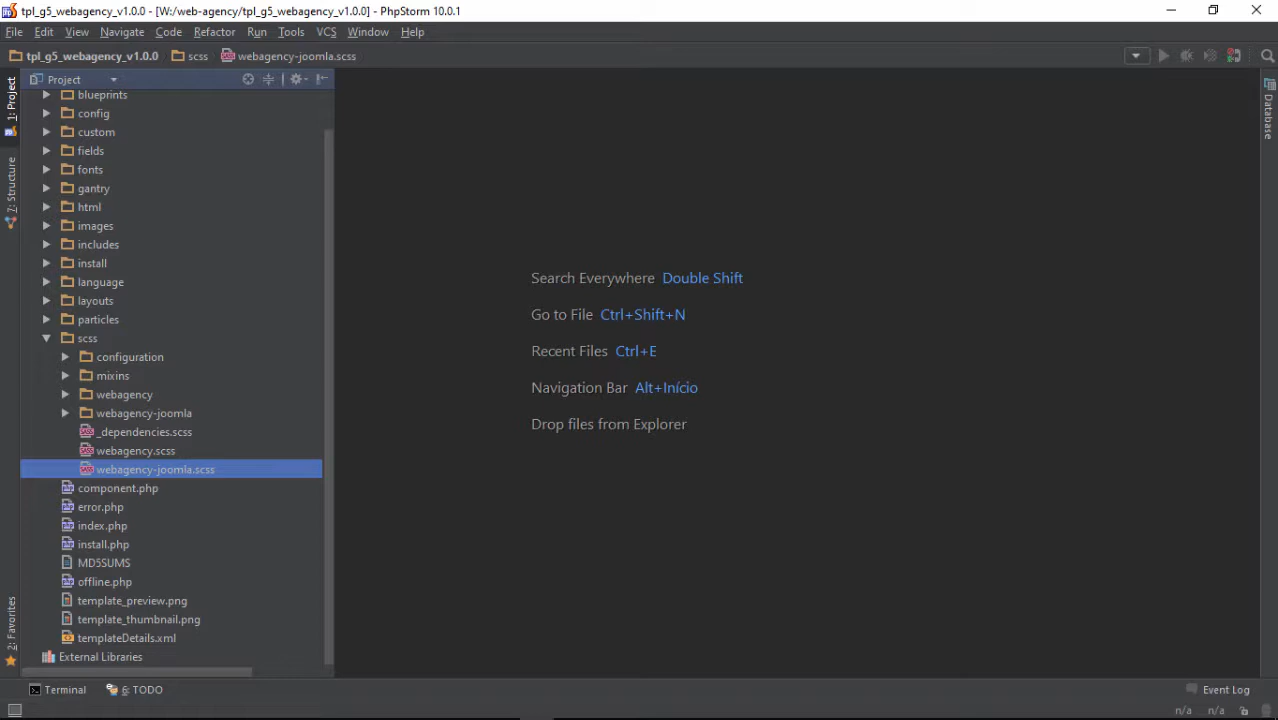 tpl_g5_webagency_v1.0.0 - [W:/web-agency/tpl_g5_webagency_v1.0.0] - PhpStorm 10.0.1
File Edit View Navigate Code Refactor Run Tools VCS Window Help
tpl_g5_webagency_v1.0.0 scss webagency-joomla.scss
Project
1: Project
7: Structure
2: Favorites
Database
blueprints
config
custom
fields
fonts
gantry
html
images
includes
install
language
layouts
particles
scss
configuration
mixins
webagency
webagency-joomla
_dependencies.scss
webagency.scss
webagency-joomla.scss
component.php
error.php
index.php
install.php
MD5SUMS
offline.php
template_preview.png
template_thumbnail.png
templateDetails.xml
External Libraries
Search Everywhere Double Shift
Go to File Ctrl+Shift+N
Recent Files Ctrl+E
Navigation Bar Alt+Início
Drop files from Explorer
Terminal 6: TODO Event Log
n/a n/a